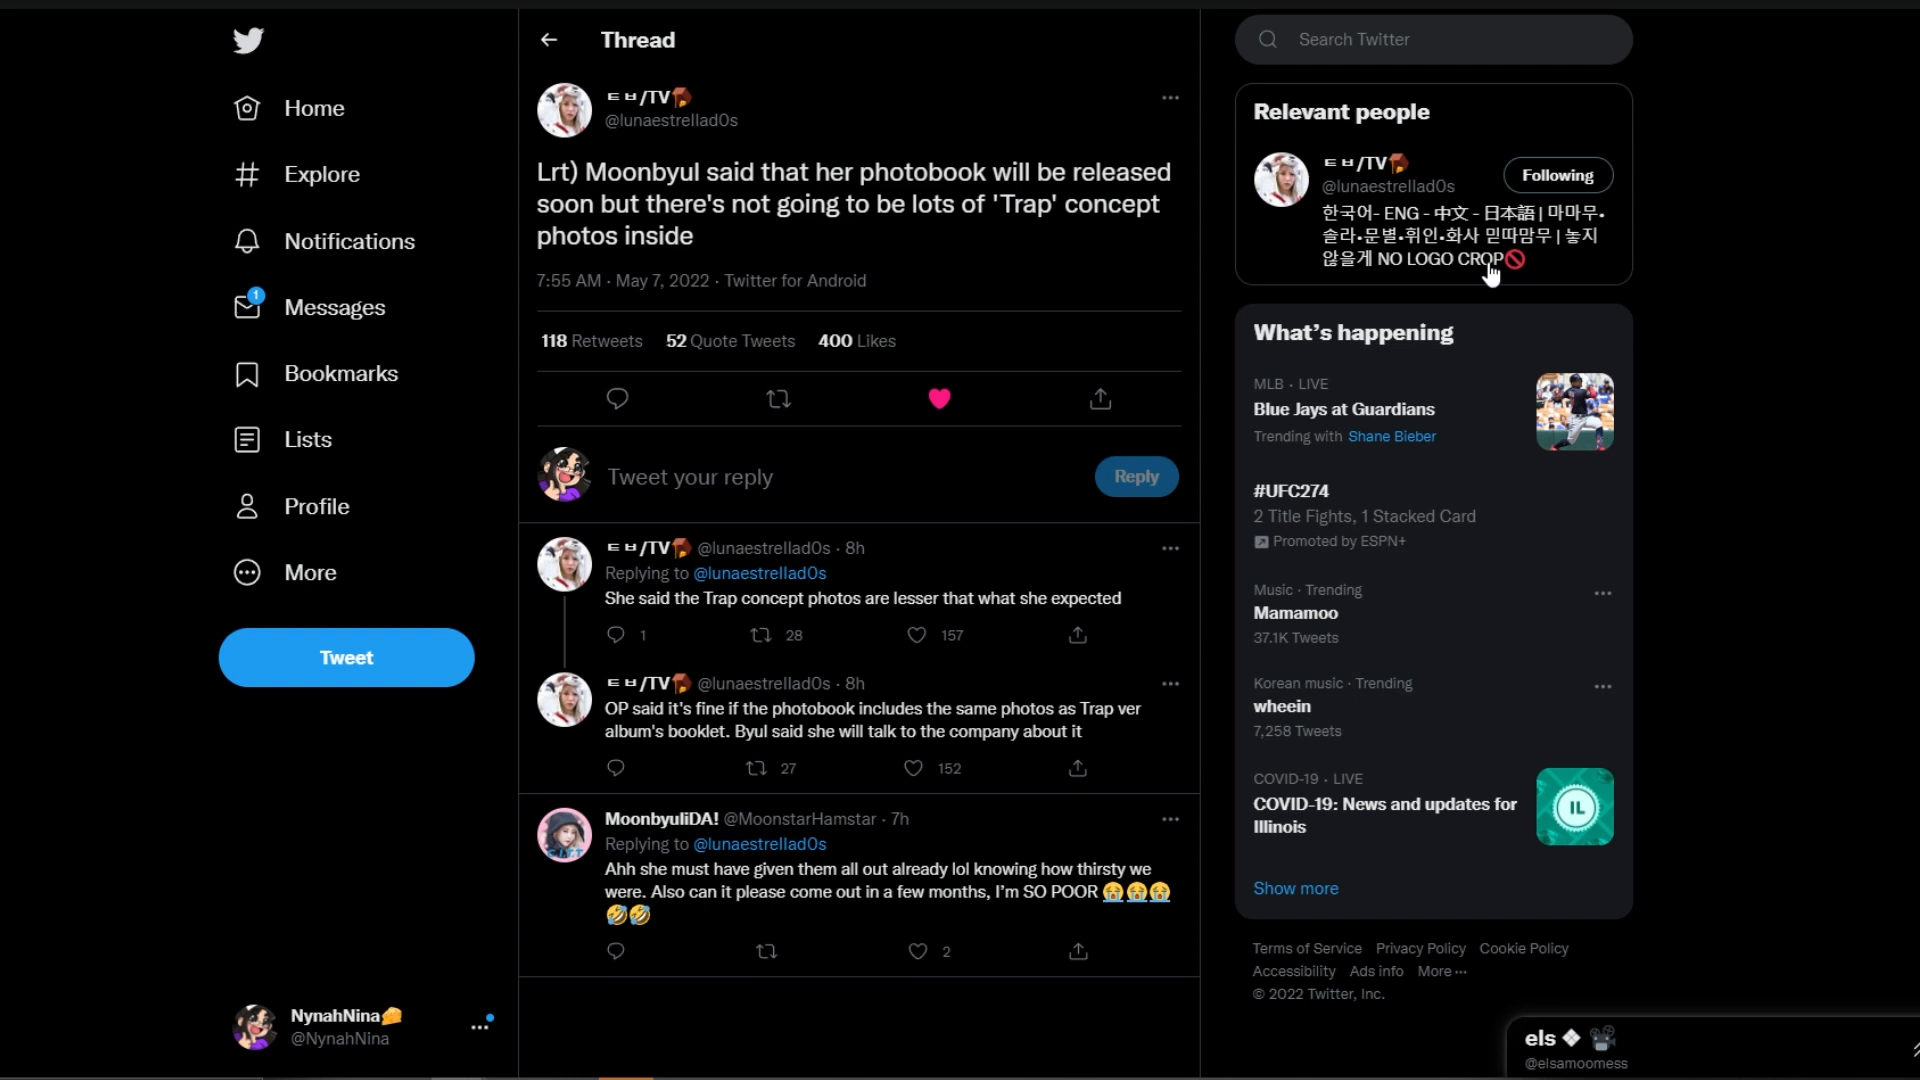 Home
Explore
Notifications
1
Messages
Bookmarks
Lists
Profile
More
Tweet
NynahNina🧀
@NynahNina
Thread
ㅌㅂ/TV
@lunaestrellad0s
Lrt) Moonbyul said that her photobook will be released
soon but there's not going to be lots of 'Trap' concept
photos inside
7:55 AM · May 7, 2022 · Twitter for Android
118 Retweets 52 Quote Tweets 400 Likes
Tweet your reply
Reply
ㅌㅂ/TV @lunaestrellad0s · 8h
Replying to @lunaestrellad0s
She said the Trap concept photos are lesser that what she expected
1 28 157
ㅌㅂ/TV @lunaestrellad0s · 8h
OP said it's fine if the photobook includes the same photos as Trap ver
album's booklet. Byul said she will talk to the company about it
27 152
MoonbyuliDA! @MoonstarHamstar · 7h
Replying to @lunaestrellad0s
Ahh she must have given them all out already lol knowing how thirsty we
were. Also can it please come out in a few months, I'm SO POOR 😭😭😭
🤣🤣
2
Search Twitter
Relevant people
ㅌㅂ/TV
Following
@lunaestrellad0s
한국어- ENG - 中文 - 日本語 | 마마무•
솔라•문별•휘인•화사 믿따맘무 | 놓지
않을게 NO LOGO CROP🚫
What's happening
MLB · LIVE
Blue Jays at Guardians
Trending with Shane Bieber
#UFC274
2 Title Fights, 1 Stacked Card
Promoted by ESPN+
Music · Trending
Mamamoo
37.1K Tweets
Korean music · Trending
wheein
7,258 Tweets
COVID-19 · LIVE
COVID-19: News and updates for
Illinois
IL
Show more
Terms of Service Privacy Policy Cookie Policy
Accessibility Ads info More ···
© 2022 Twitter, Inc.
els ❖ 🎥
@elsamoomess